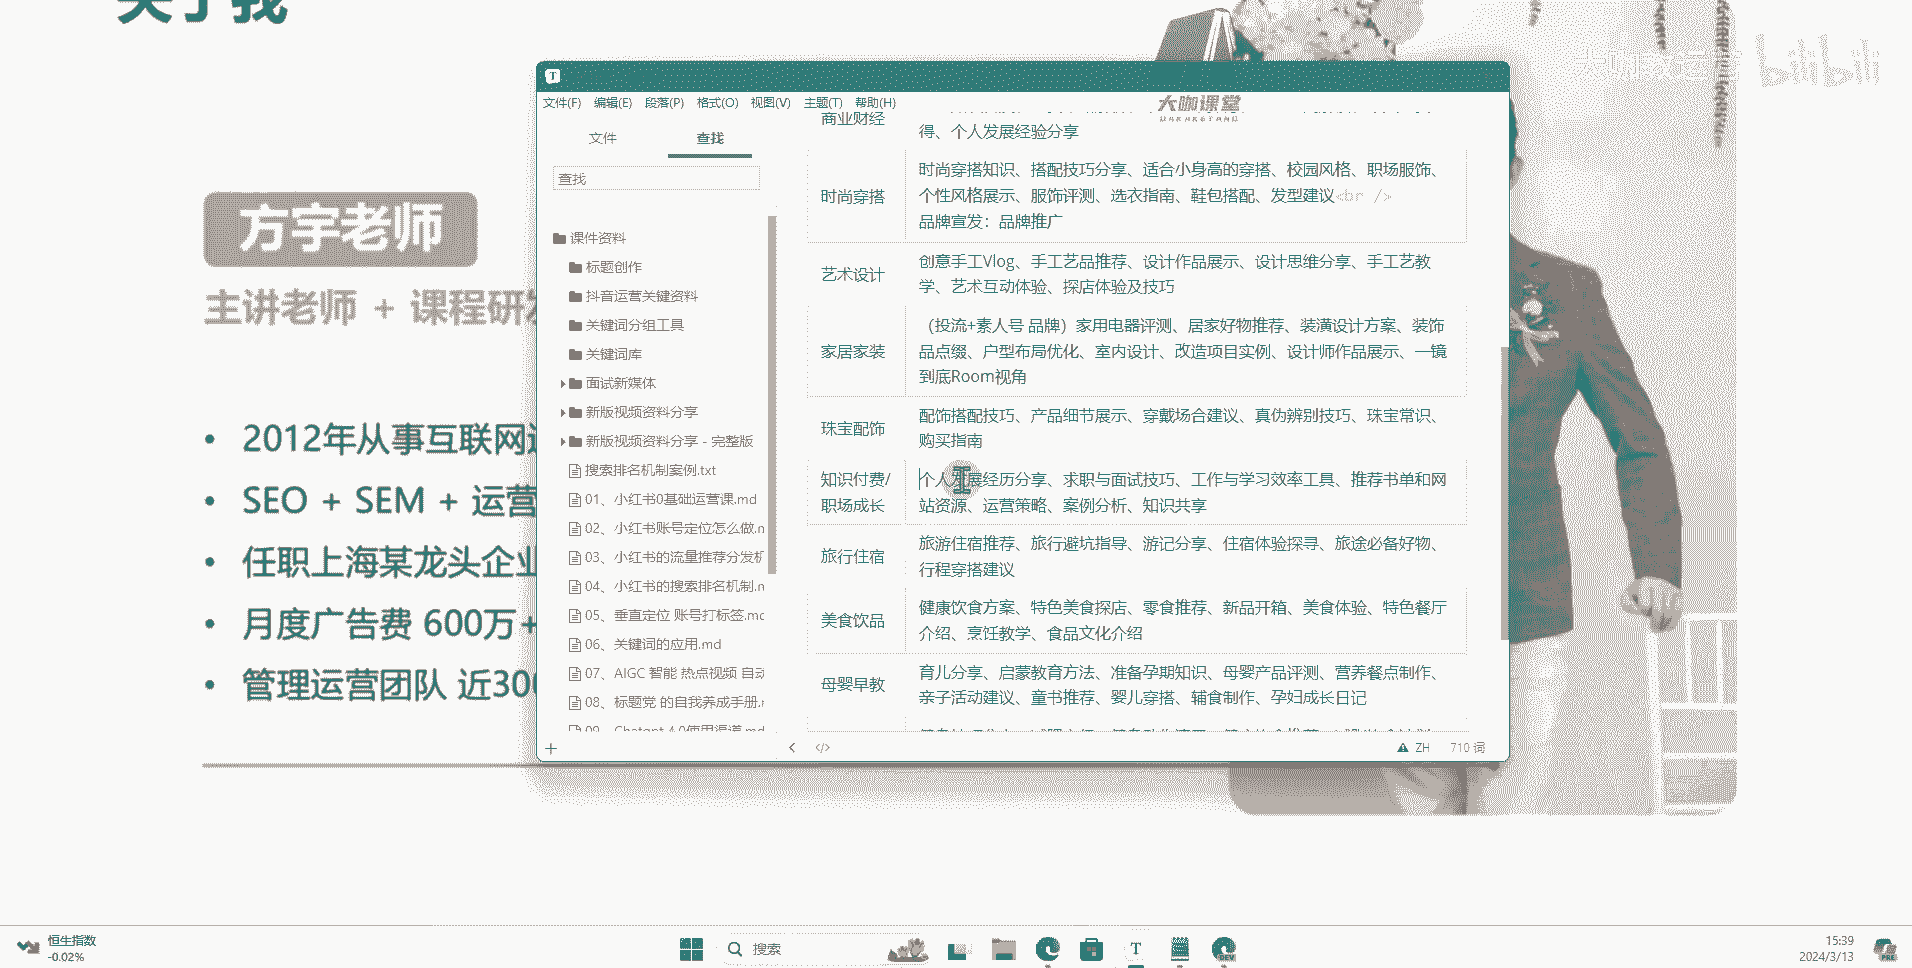 关于我
大咖教运营 bilibili
方宇老师
主讲老师 + 课程研发
• 2012年从事互联网运
• SEO + SEM + 运营
• 任职上海某龙头企业
• 月度广告费 600万+
• 管理运营团队 近300
T
文件(F) 编辑(E) 段落(P) 格式(O) 视图(V) 主题(T) 帮助(H)
大咖课堂
DAKAKETANG
文件 查找
查找
课件资料
标题创作
抖音运营关键资料
关键词分组工具
关键词库
面试新媒体
新版视频资料分享
新版视频资料分享 - 完整版
搜索排名机制案例.txt
01、小红书0基础运营课.md
02、小红书账号定位怎么做.m
03、小红书的流量推荐分发机
04、小红书的搜索排名机制.m
05、垂直定位 账号打标签.md
06、关键词的应用.md
07、AIGC 智能 热点视频 自动
08、标题党 的自我养成手册.m
09、Chatgpt 4.0使用渠道.md
商业财经
得、个人发展经验分享
时尚穿搭
时尚穿搭知识、搭配技巧分享、适合小身高的穿搭、校园风格、职场服饰、
个性风格展示、服饰评测、选衣指南、鞋包搭配、发型建议<br />
品牌宣发：品牌推广
艺术设计
创意手工Vlog、手工艺品推荐、设计作品展示、设计思维分享、手工艺教
学、艺术互动体验、探店体验及技巧
家居家装
（投流+素人号 品牌）家用电器评测、居家好物推荐、装潢设计方案、装饰
品点缀、户型布局优化、室内设计、改造项目实例、设计师作品展示、一镜
到底Room视角
珠宝配饰
配饰搭配技巧、产品细节展示、穿戴场合建议、真伪辨别技巧、珠宝常识、
购买指南
知识付费/
职场成长
个人发展经历分享、求职与面试技巧、工作与学习效率工具、推荐书单和网
站资源、运营策略、案例分析、知识共享
旅行住宿
旅游住宿推荐、旅行避坑指导、游记分享、住宿体验探寻、旅途必备好物、
行程穿搭建议
美食饮品
健康饮食方案、特色美食探店、零食推荐、新品开箱、美食体验、特色餐厅
介绍、烹饪教学、食品文化介绍
母婴早教
育儿分享、启蒙教育方法、准备孕期知识、母婴产品评测、营养餐点制作、
亲子活动建议、童书推荐、婴儿穿搭、辅食制作、孕妇成长日记
</> ZH 710 词
恒生指数
-0.02%
搜索
T
DEV
15:39
2024/3/13
PRE